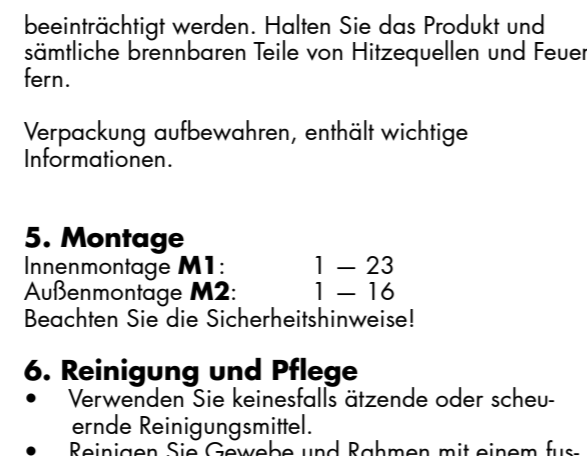 beeinträchtigt werden. Halten Sie das Produkt und
sämtliche brennbaren Teile von Hitzequellen und Feuer
fern.
Verpackung aufbewahren, enthält wichtige
Informationen.
5. Montage
Innenmontage M1: 1 – 23
Außenmontage M2: 1 – 16
Beachten Sie die Sicherheitshinweise!
6. Reinigung und Pflege
• Verwenden Sie keinesfalls ätzende oder scheu-
ernde Reinigungsmittel.
• Reinigen Sie Gewebe und Rahmen mit einem fus-